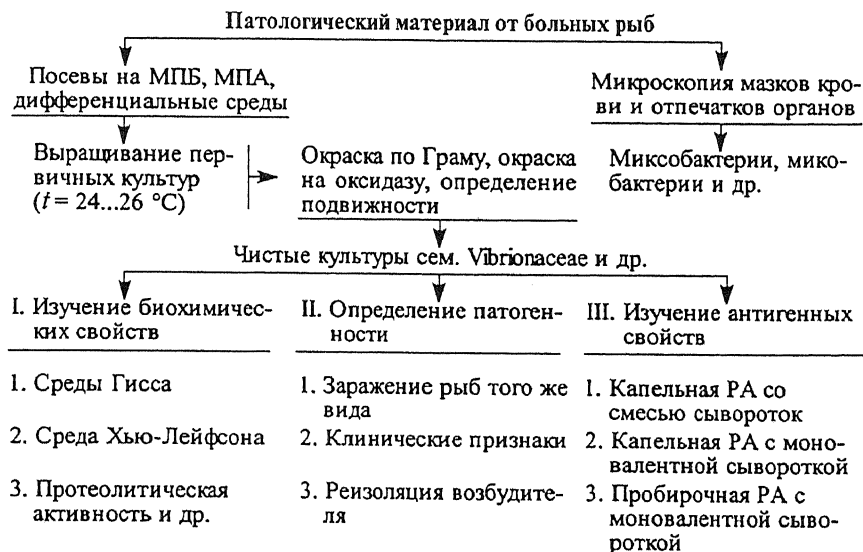 Патологический материал от больных рыб
Посевы на МПБ, МПА,
дифференциальные среды
Микроскопия мазков кро-
ви и отпечатков органов
Выращивание пер-
вичных культур
(t = 24...26 °C)
Окраска по Граму, окраска
на оксидазу, определение
подвижности
Миксобактерии, мико-
бактерии и др.
Чистые культуры сем. Vibrionaceae и др.
I. Изучение биохимичес-
ких свойств
1. Среды Гисса
2. Среда Хью-Лейфсона
3. Протеолитическая
активность и др.
II. Определение патоген-
ности
1. Заражение рыб того же
вида
2. Клинические признаки
3. Реизоляция возбудите-
ля
III. Изучение антигенных
свойств
1. Капельная РА со
смесью сывороток
2. Капельная РА с моно-
валентной сывороткой
3. Пробирочная РА с
моновалентной сыво-
роткой